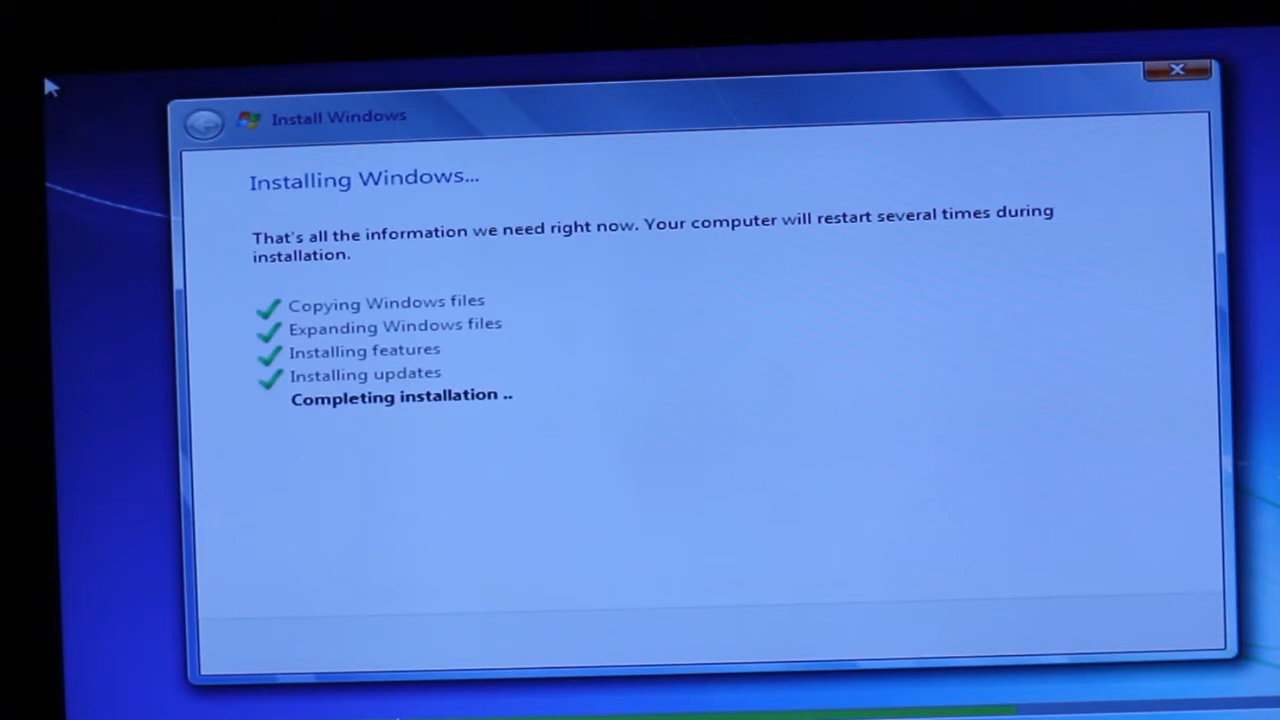 Install Windows
Installing Windows...
That's all the information we need right now. Your computer will restart several times during
installation.
Copying Windows files
Expanding Windows files
Installing features
Installing updates
Completing installation ..